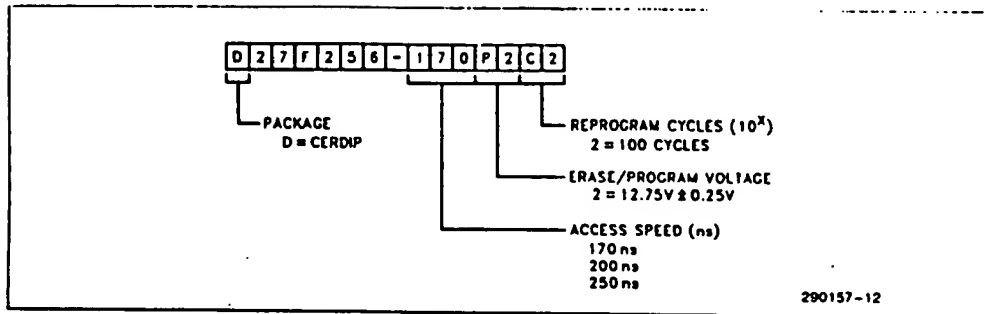 D27F256-170P2C2
PACKAGE
D = CERDIP
REPROGRAM CYCLES (10^X)
2 = 100 CYCLES
ERASE/PROGRAM VOLTAGE
2 = 12.75V ± 0.25V
ACCESS SPEED (ns)
170 ns
200 ns
250 ns
290157-12